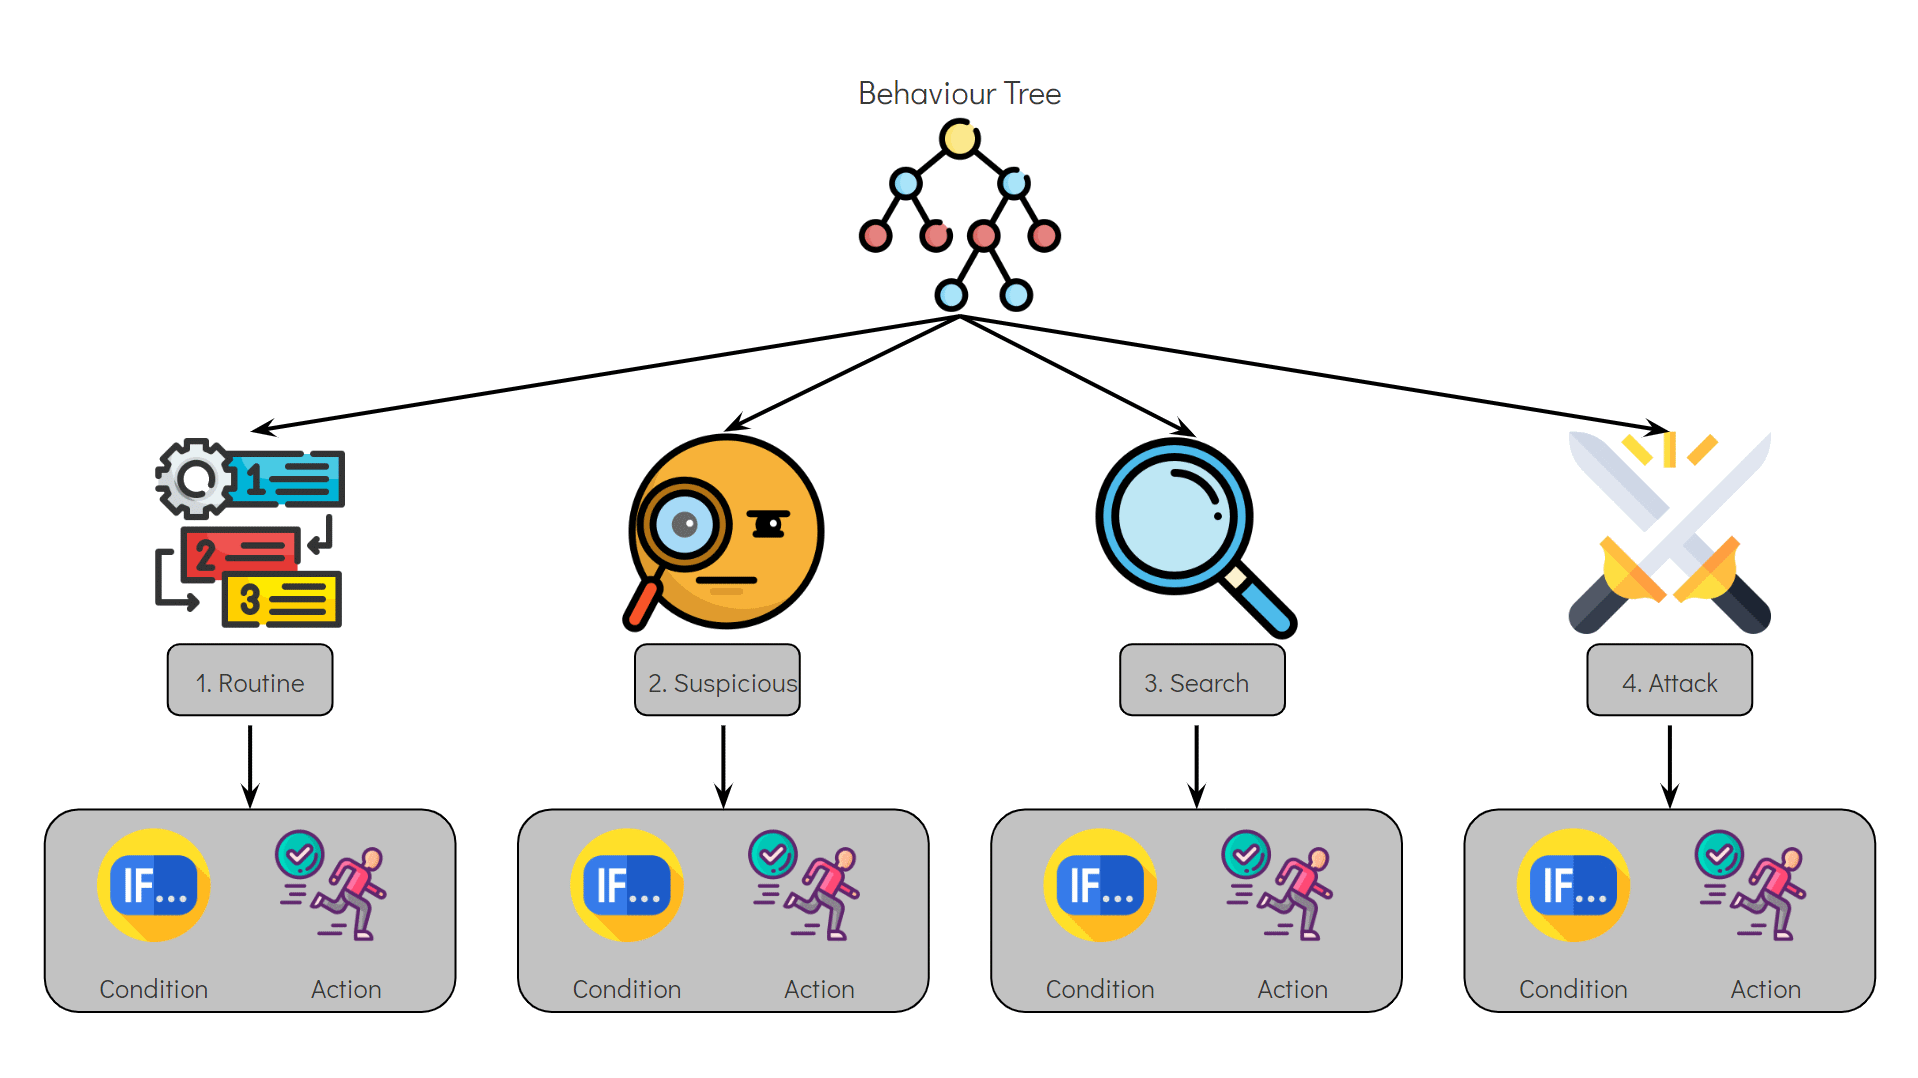 Behaviour Tree
1
2
3
1. Routine
2. Suspicious
3. Search
4. Attack
IF...
IF...
IF...
IF...
Condition
Action
Condition
Action
Condition
Action
Condition
Action